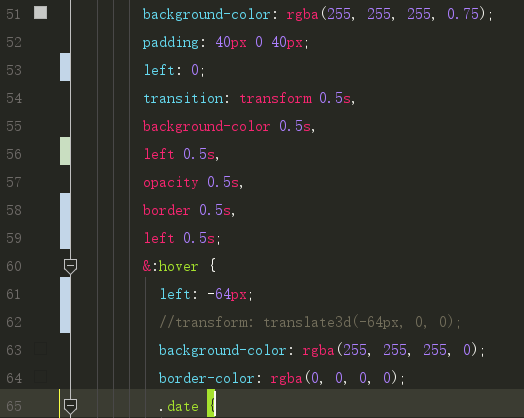 51 background-color: rgba(255, 255, 255, 0.75);
52 padding: 40px 0 40px;
53 left: 0;
54 transition: transform 0.5s,
55 background-color 0.5s,
56 left 0.5s,
57 opacity 0.5s,
58 border 0.5s,
59 left 0.5s;
60 &:hover {
61 left: -64px;
62 //transform: translate3d(-64px, 0, 0);
63 background-color: rgba(255, 255, 255, 0);
64 border-color: rgba(0, 0, 0, 0);
65 .date {